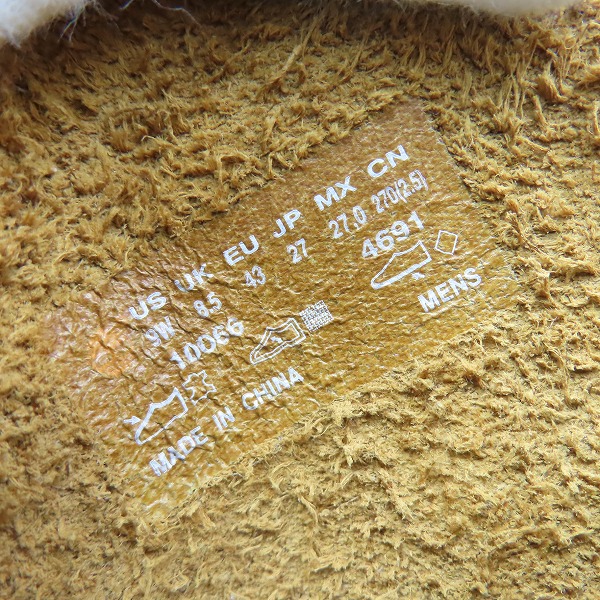 US UK EU JP MX CN
9W 8.5 43 27 27.0 270(2.5)
10066 4691
MENS
MADE IN CHINA